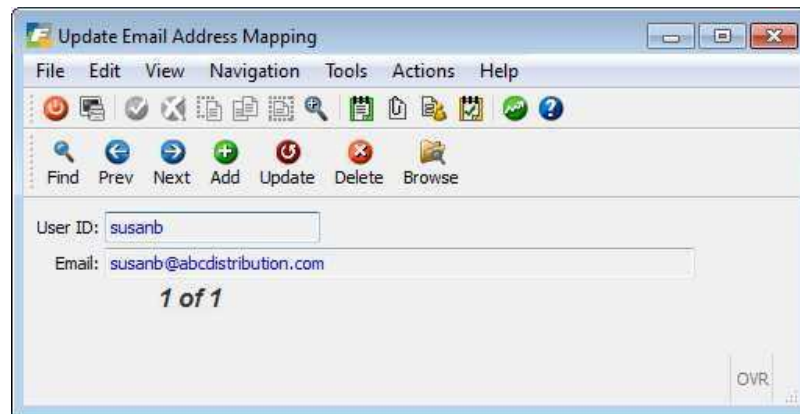 Update Email Address Mapping
File Edit View Navigation Tools Actions Help
Find Prev Next Add Update Delete Browse
User ID: susanb
Email: susanb@abcdistribution.com
1 of 1
OVR